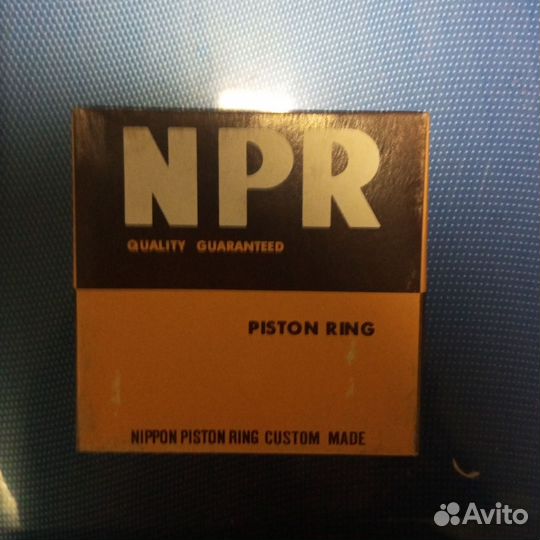 NPR
QUALITY GUARANTEED
PISTON RING
NIPPON PISTON RING CUSTOM MADE
Avito